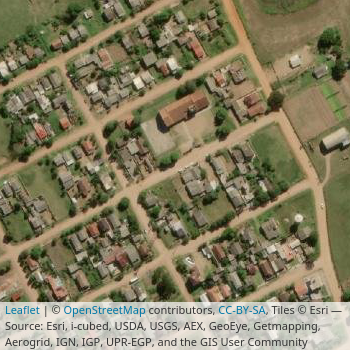 Leaflet | © OpenStreetMap contributors, CC-BY-SA, Tiles © Esri —
Source: Esri, i-cubed, USDA, USGS, AEX, GeoEye, Getmapping,
Aerogrid, IGN, IGP, UPR-EGP, and the GIS User Community